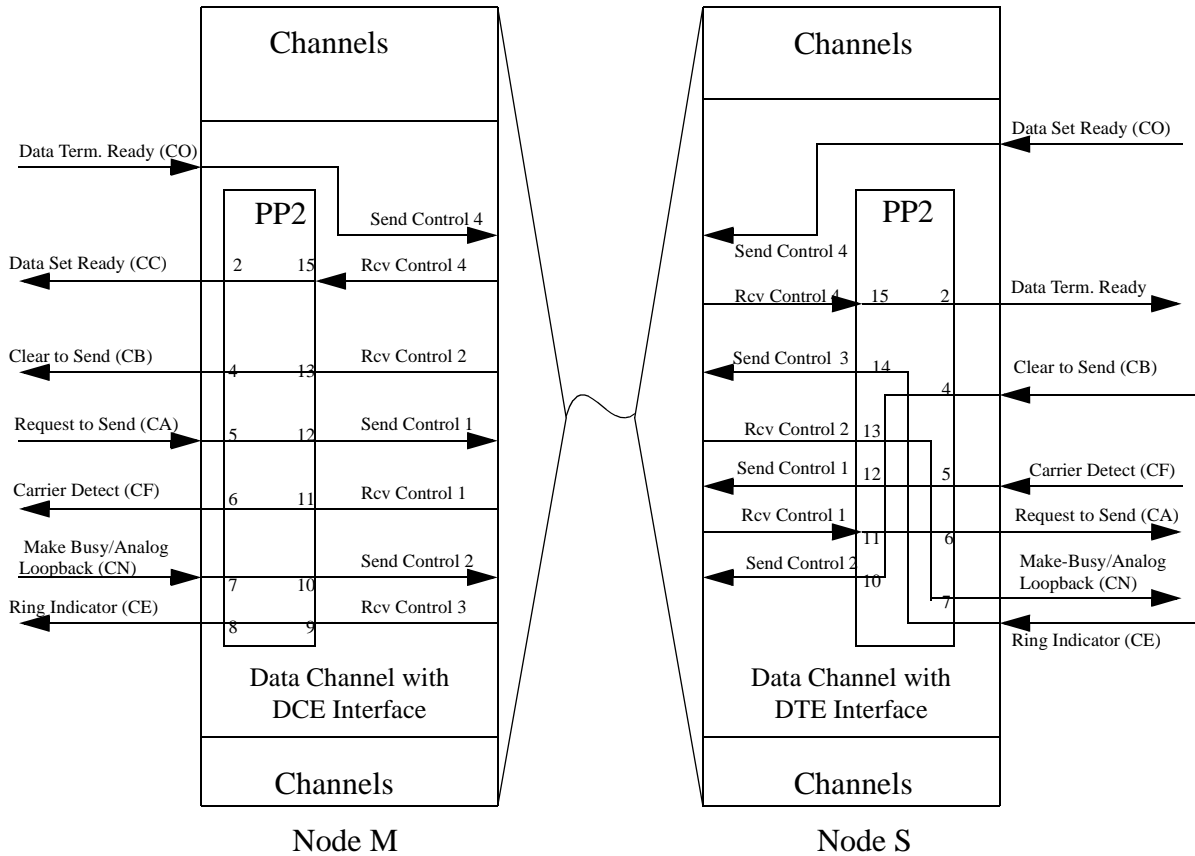 Channels
Data Term. Ready (CO)
PP2
Send Control 4
Data Set Ready (CC)
2
15
Rcv Control 4
Clear to Send (CB)
4
13
Rcv Control 2
Request to Send (CA)
5
12
Send Control 1
Carrier Detect (CF)
6
11
Rcv Control 1
Make Busy/Analog
Loopback (CN)
7
10
Send Control 2
Ring Indicator (CE)
8
9
Rcv Control 3
Data Channel with
DCE Interface
Channels
Node M
Channels
Data Set Ready (CO)
PP2
Send Control 4
Rcv Control 4
15
2
Data Term. Ready
Send Control 3
14
4
Clear to Send (CB)
Rcv Control 2
13
Send Control 1
12
5
Carrier Detect (CF)
Rcv Control 1
11
6
Request to Send (CA)
Send Control 2
10
7
Make-Busy/Analog
Loopback (CN)
Ring Indicator (CE)
Data Channel with
DTE Interface
Channels
Node S